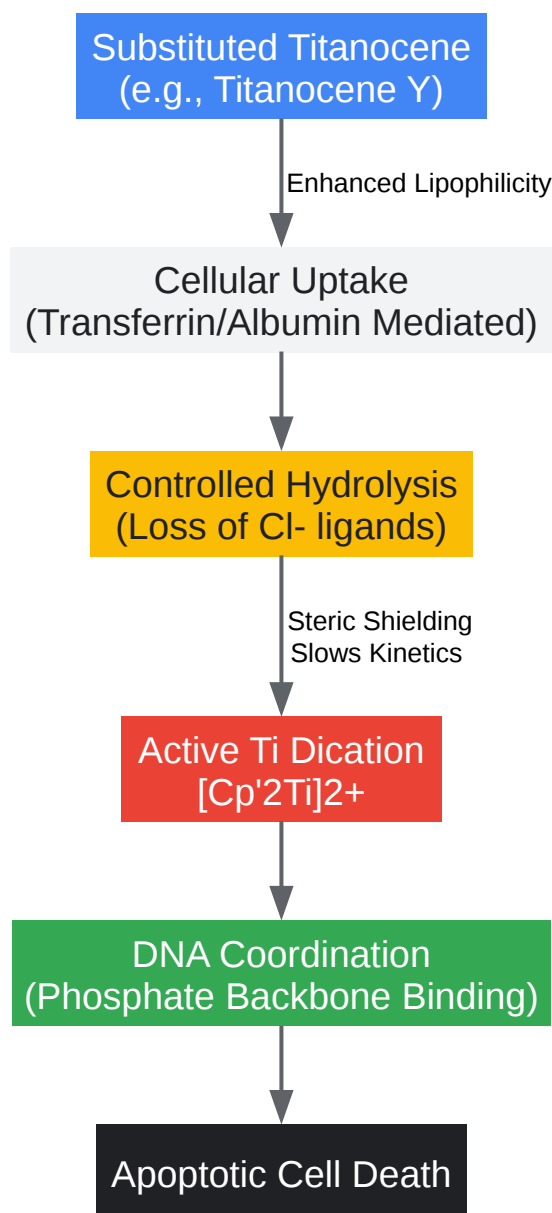 Substituted Titanocene
(e.g., Titanocene Y)
Enhanced Lipophilicity
Cellular Uptake
(Transferrin/Albumin Mediated)
Controlled Hydrolysis
(Loss of Cl- ligands)
Steric Shielding
Slows Kinetics
Active Ti Dication
[Cp'2Ti]2+
DNA Coordination
(Phosphate Backbone Binding)
Apoptotic Cell Death